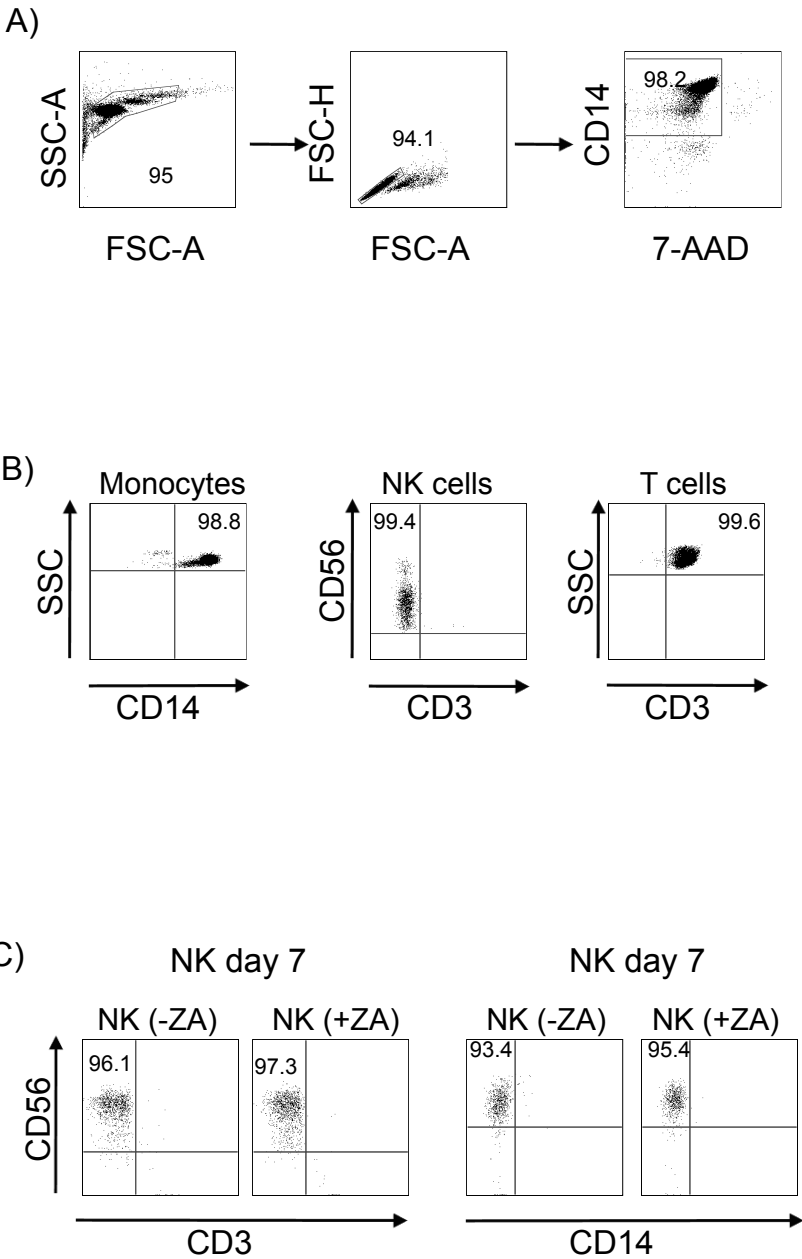 A)
SSC-A
95
FSC-A
FSC-H
94.1
FSC-A
CD14
98.2
7-AAD
B)
Monocytes
SSC
98.8
CD14
NK cells
CD56
99.4
CD3
T cells
SSC
99.6
CD3
C)
NK day 7
NK day 7
NK (-ZA)
NK (+ZA)
NK (-ZA)
NK (+ZA)
CD56
96.1
97.3
93.4
95.4
CD3
CD14